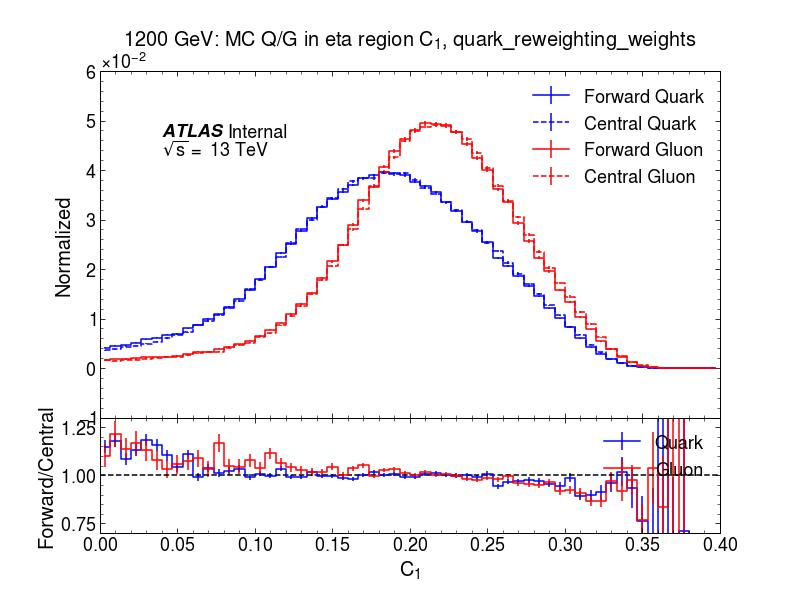 1200 GeV: MC Q/G in eta region C₁, quark_reweighting_weights
×10⁻²
6
5
4
3
2
1
0
−1
Normalized
ATLAS Internal
√s = 13 TeV
Forward Quark
Central Quark
Forward Gluon
Central Gluon
Forward/Central
1.25
1.00
0.75
Quark
Gluon
0.00 0.05 0.10 0.15 0.20 0.25 0.30 0.35 0.40
C₁